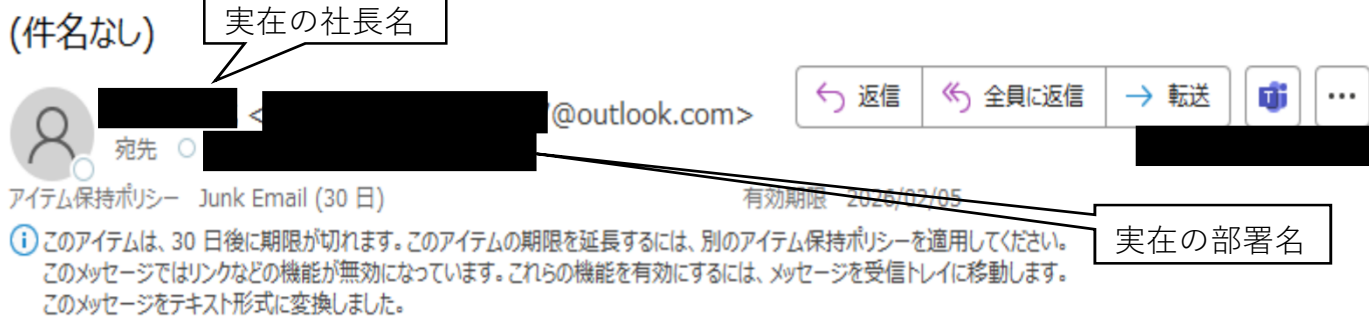 (件名なし)
実在の社長名
返信
全員に返信
転送
<
@outlook.com>
宛先
アイテム保持ポリシー Junk Email (30 日)
有効期限 2026/02/05
実在の部署名
このアイテムは、30 日後に期限が切れます。このアイテムの期限を延長するには、別のアイテム保持ポリシーを適用してください。
このメッセージではリンクなどの機能が無効になっています。これらの機能を有効にするには、メッセージを受信トレイに移動します。
このメッセージをテキスト形式に変換しました。